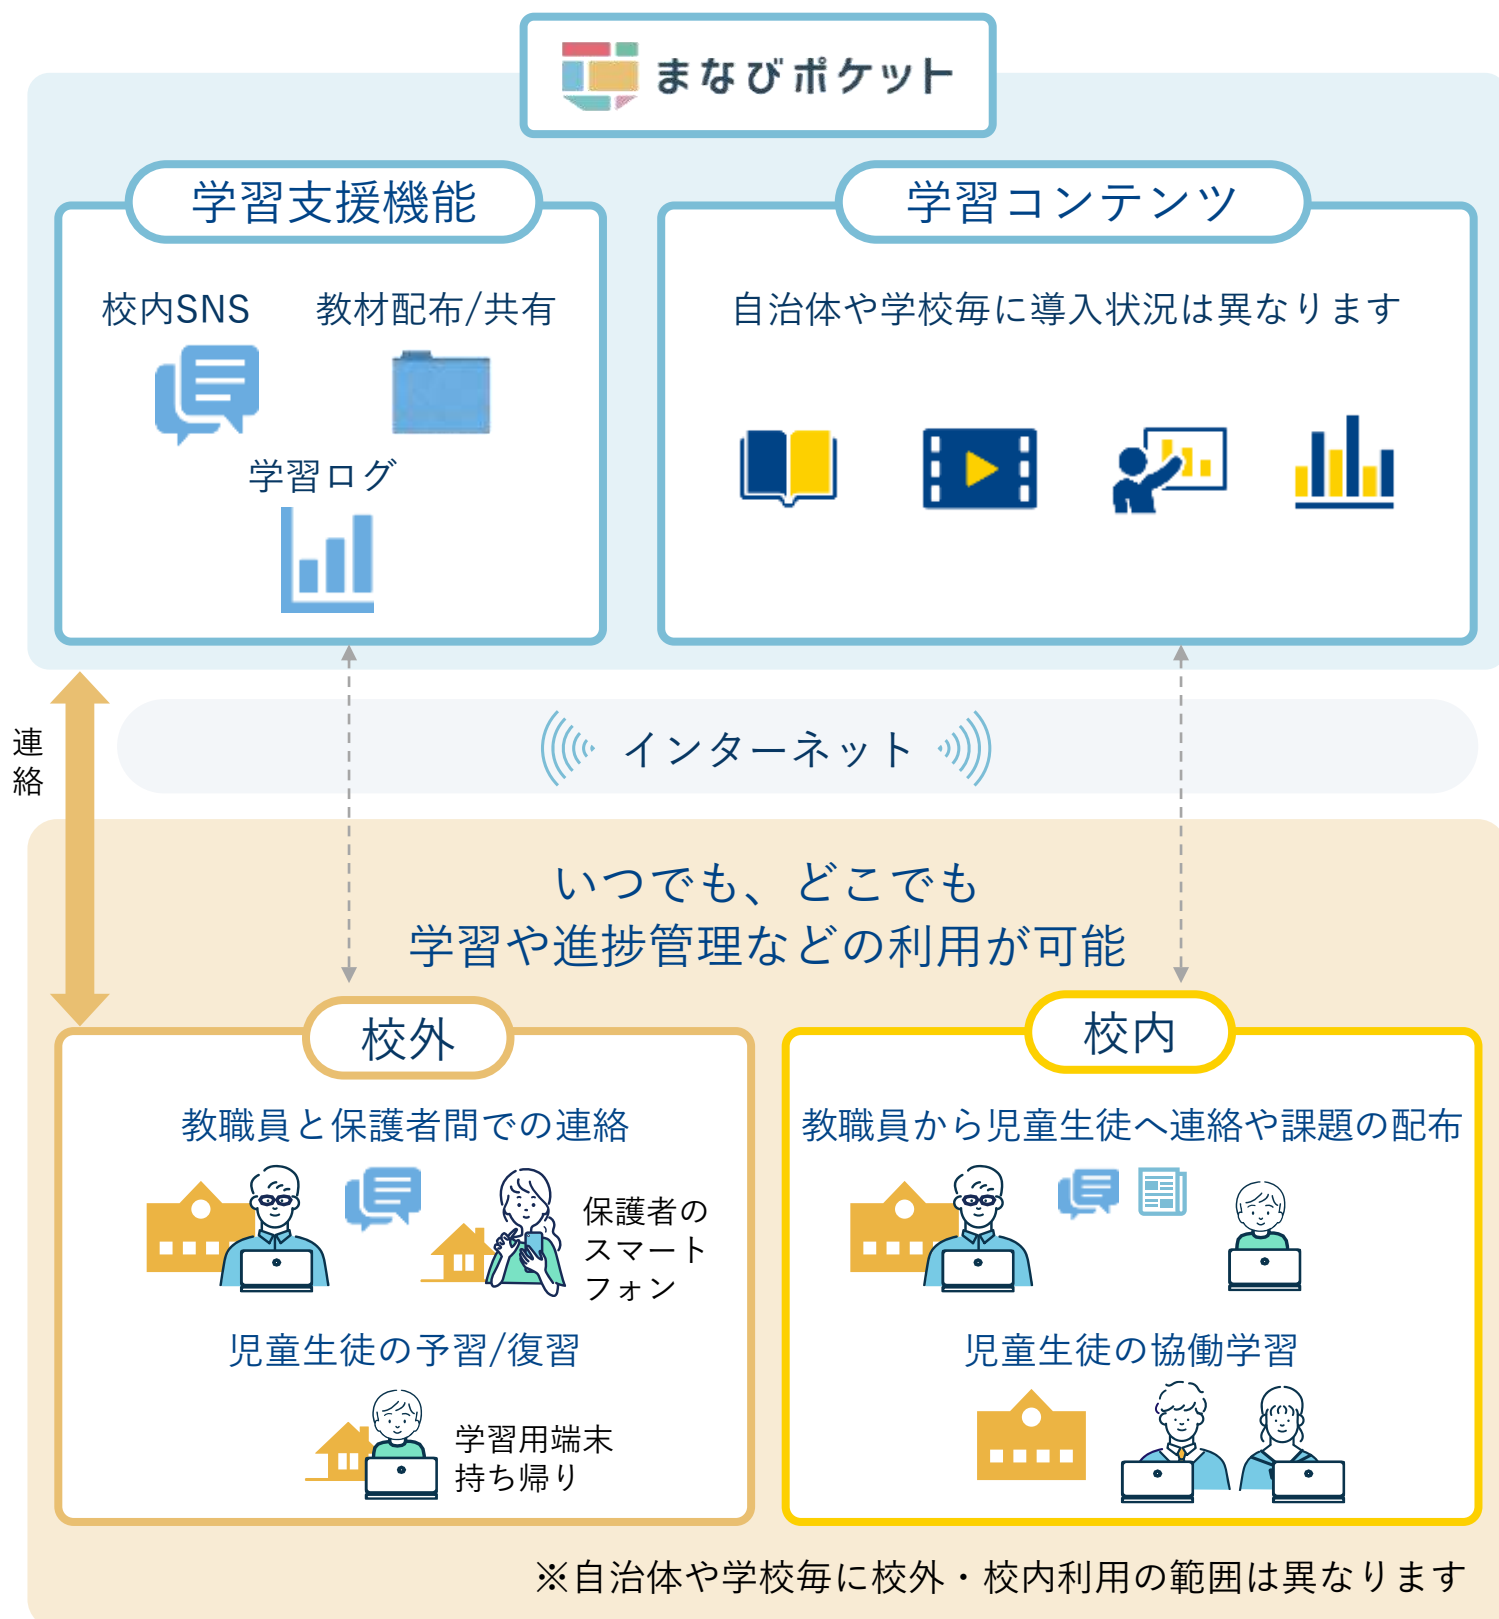 まなびポケット
学習支援機能
校内SNS
教材配布/共有
学習ログ
学習コンテンツ
自治体や学校毎に導入状況は異なります
連
絡
インターネット
いつでも、どこでも
学習や進捗管理などの利用が可能
校外
教職員と保護者間での連絡
保護者の
スマート
フォン
児童生徒の予習/復習
学習用端末
持ち帰り
校内
教職員から児童生徒へ連絡や課題の配布
児童生徒の協働学習
※自治体や学校毎に校外・校内利用の範囲は異なります